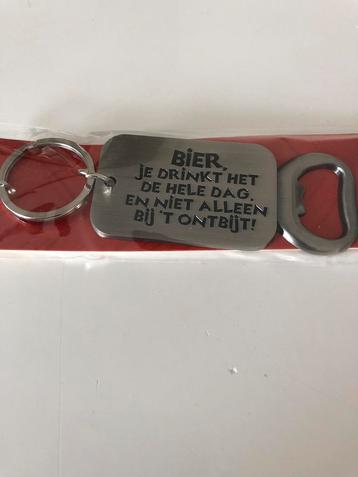 BiER,
JE DRiNKT HET
DE HELE DAG,
EN NiET ALLEEN
BiJ 'T ONTBiJT!